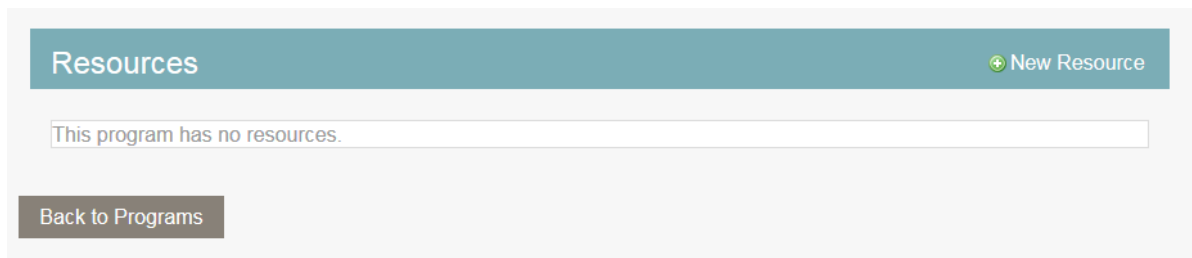 Resources
New Resource
This program has no resources.
Back to Programs